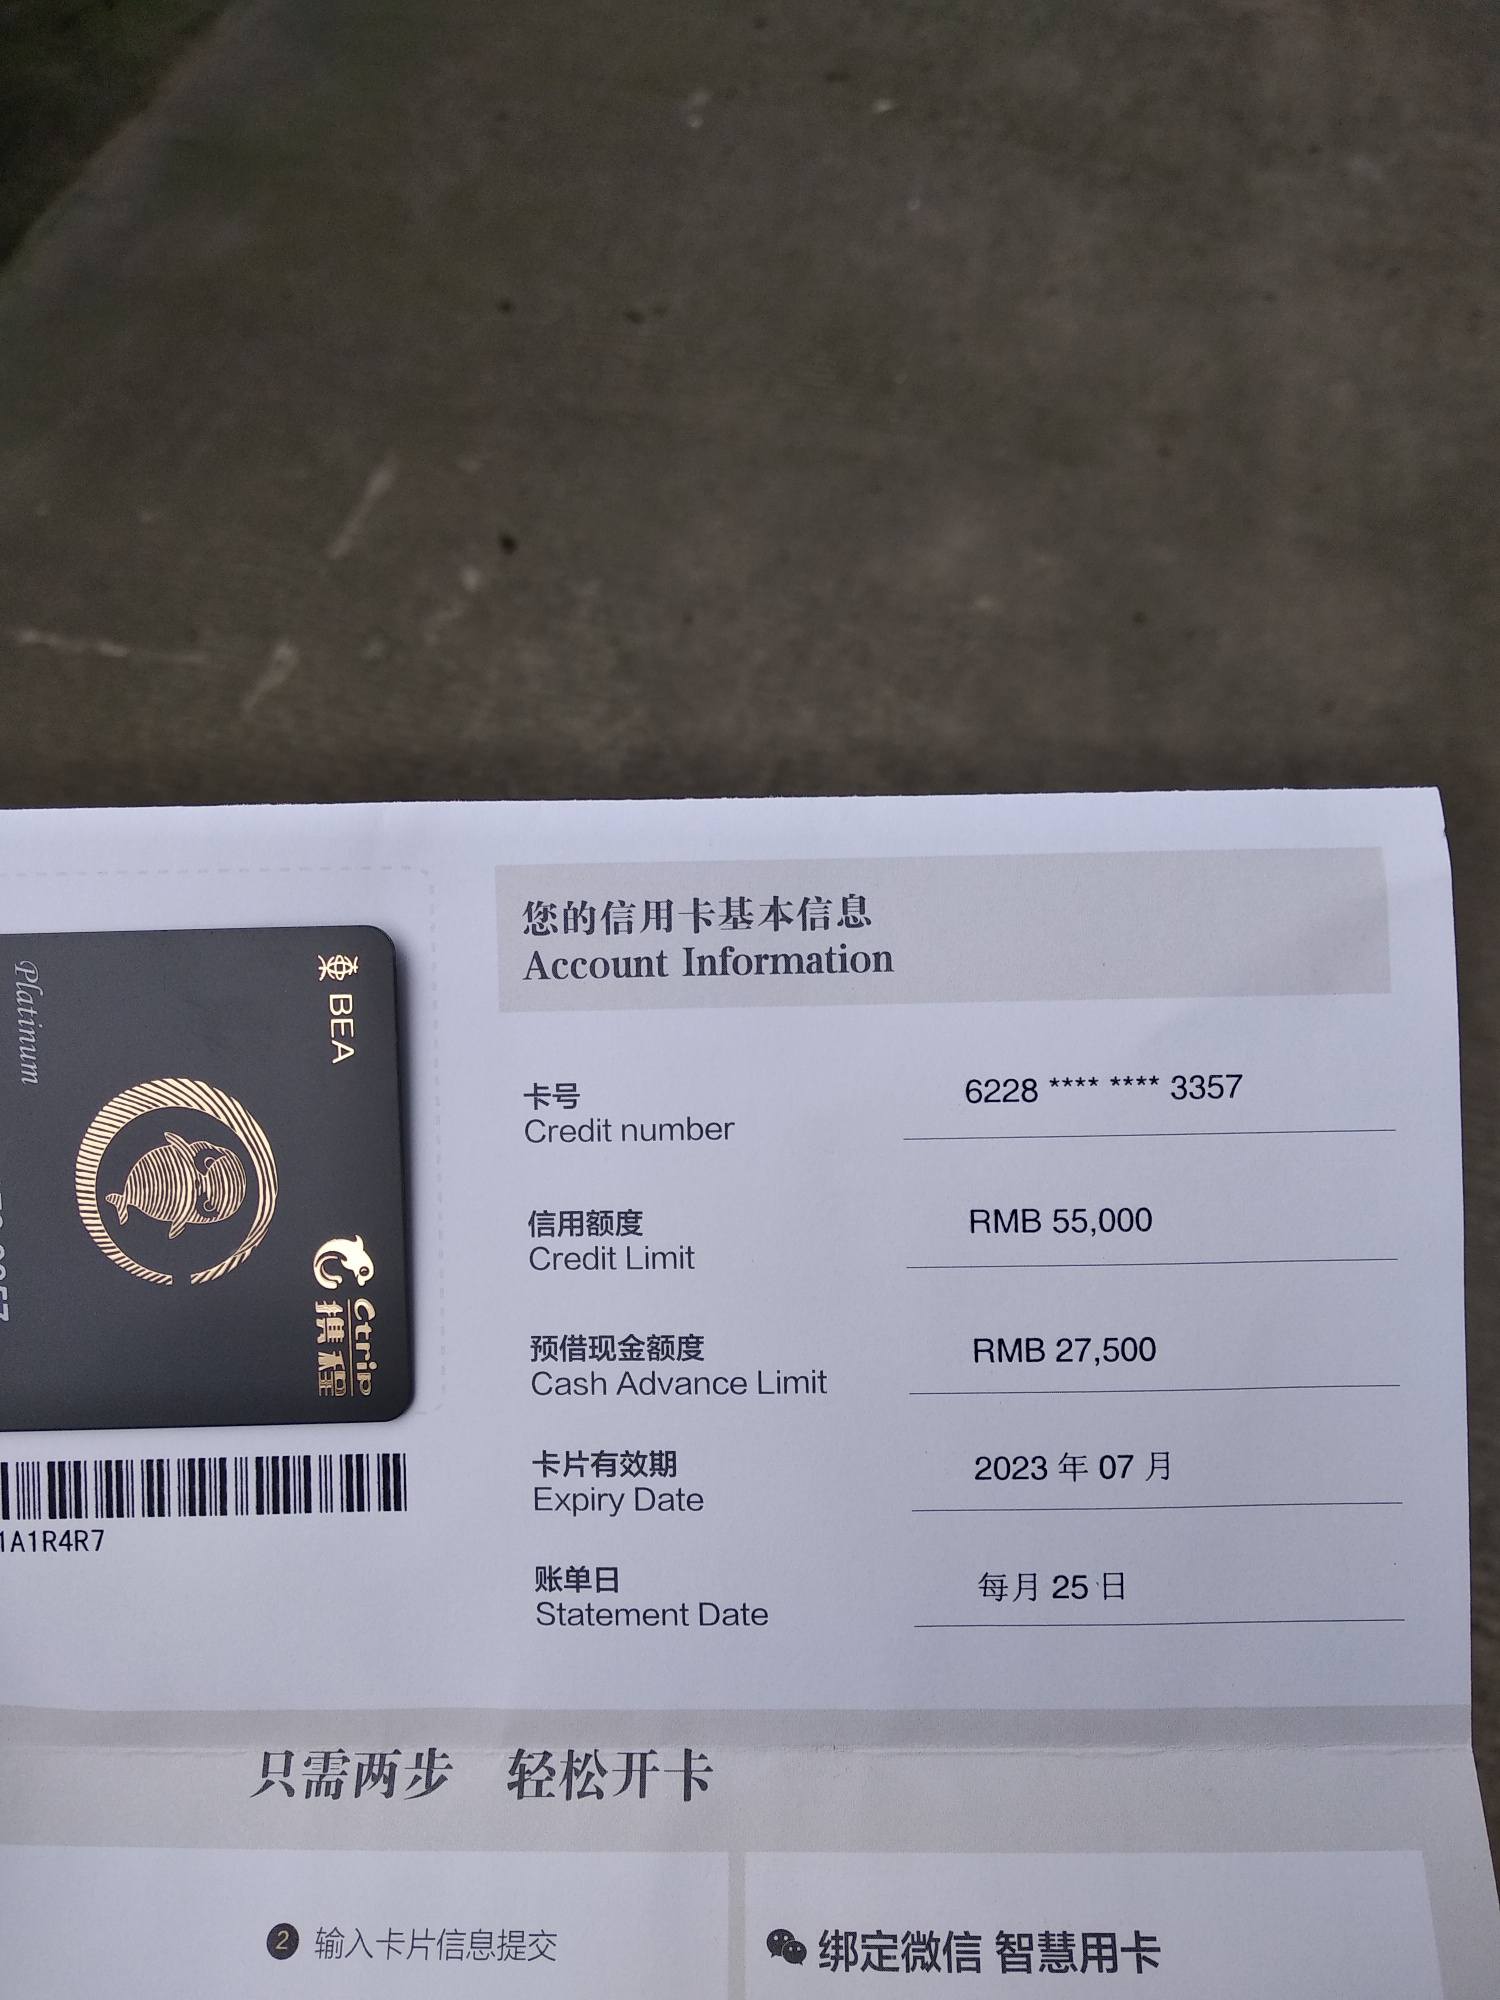 您的信用卡基本信息
Account Information
卡号
Credit number
6228 **** **** 3357
信用额度
Credit Limit
RMB 55,000
预借现金额度
Cash Advance Limit
RMB 27,500
卡片有效期
Expiry Date
2023 年 07 月
账单日
Statement Date
每月 25 日
BEA
Platinum
Ctrip
携程
1A1R4R7
只需两步 轻松开卡
2 输入卡片信息提交
绑定微信 智慧用卡